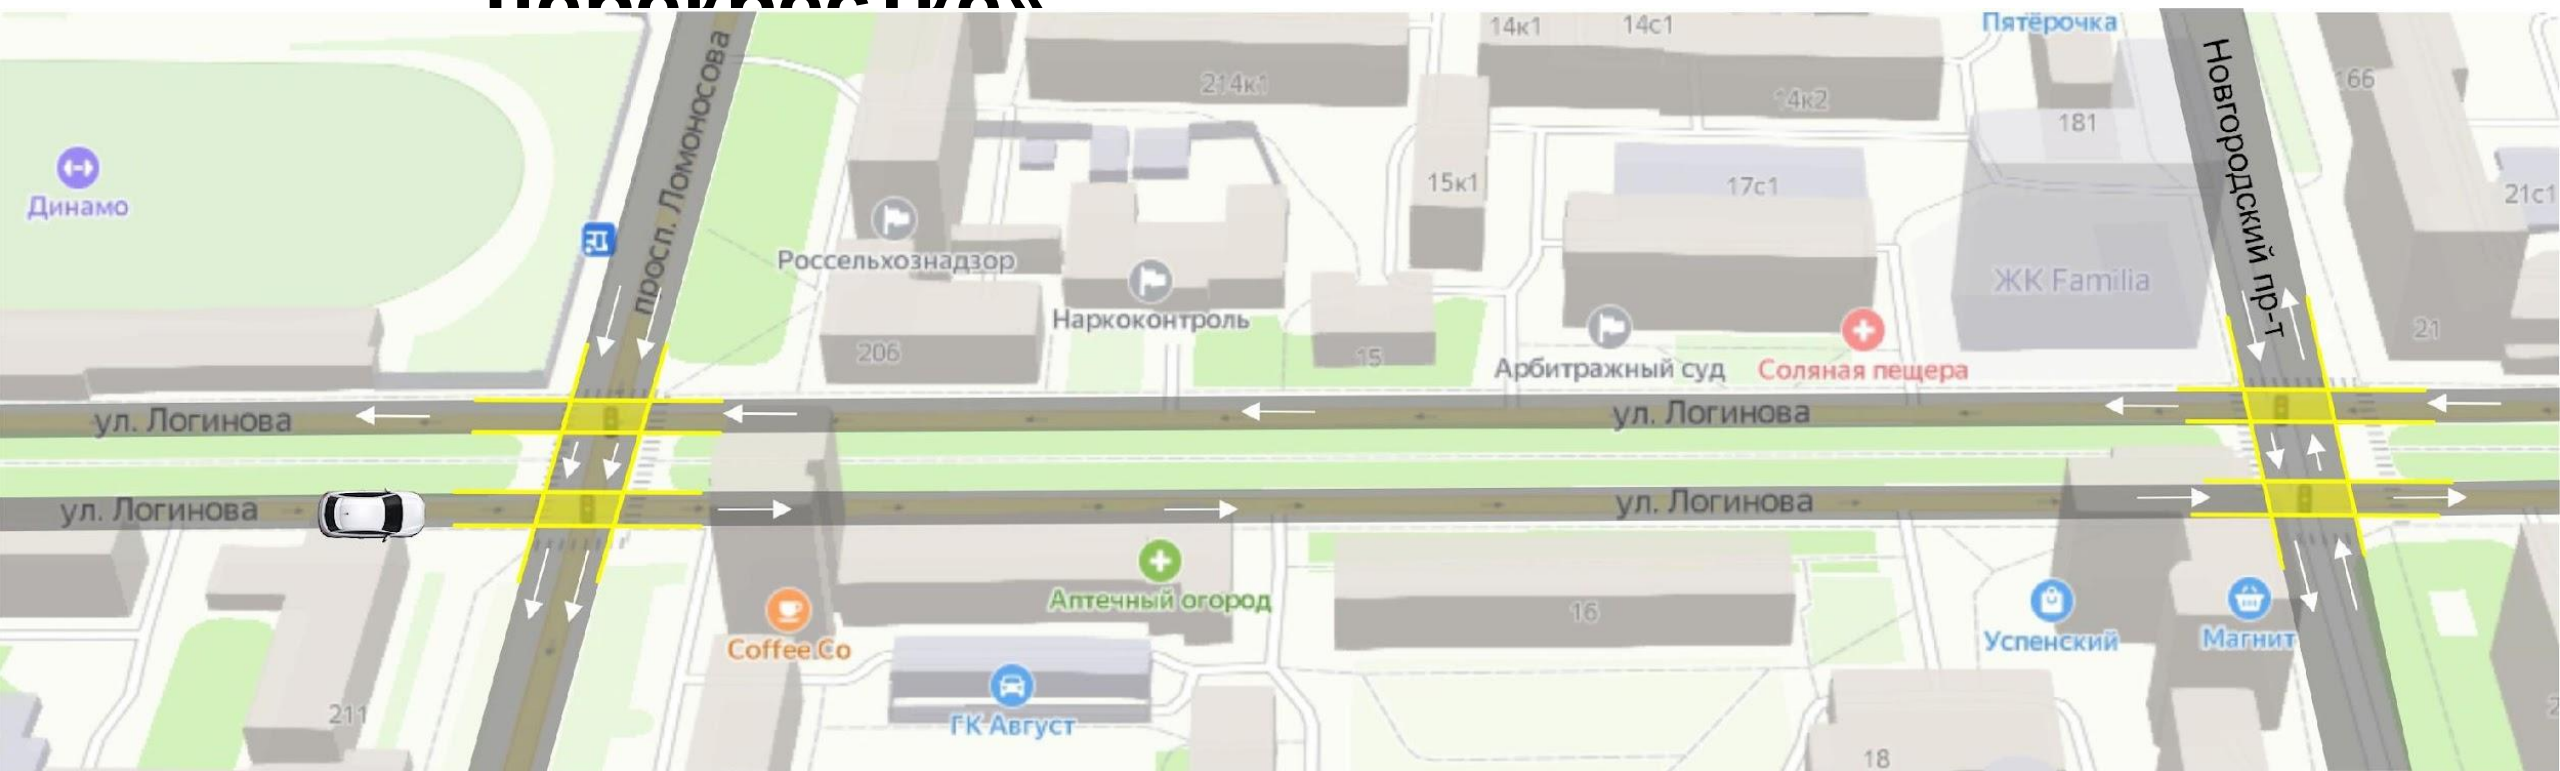 перекрестке»
14к1
14с1
Пятёрочка
просп. Ломоносова
Новгородский пр-т
214к1
14к2
166
181
Динамо
15к1
17с1
21с1
Россельхознадзор
ЖК Familia
Наркоконтроль
206
15
Арбитражный суд
Соляная пещера
21
ул. Логинова
ул. Логинова
ул. Логинова
ул. Логинова
Аптечный огород
16
Coffee.Co
Успенский
Магнит
211
ГК Август
18